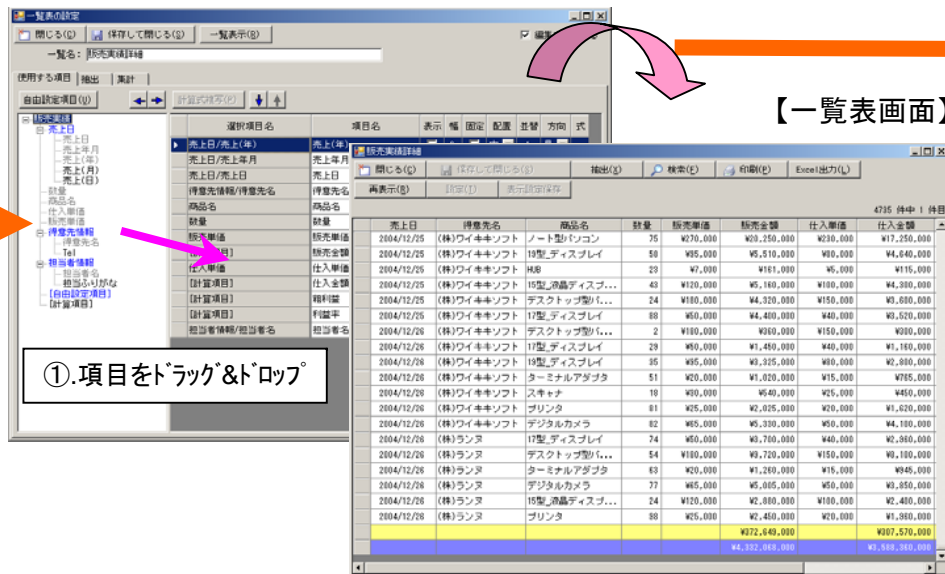 一覧表の設定
閉じる(C) 保存して閉じる(S) 一覧表示(R)
一覧名: 販売実績詳細
使用する項目 抽出 集計
自由設定項目(U) 計算式複写(P)
選択項目名 項目名 表示 幅 固定 配置 並替 方向 式
販売実績
売上日
売上日
売上年月
売上(年)
売上(月)
売上(日)
数量
商品名
仕入単価
販売単価
得意先情報
得意先名
Tel
担当者情報
担当者名
担当ふりがな
[自由設定項目]
[計算項目]
売上日/売上(年) 売上(年)
売上日/売上年月 売上年月
売上日/売上日 売上日
得意先情報/得意先名 得意先名
商品名 商品名
数量 数量
販売単価 販売単価
販売金額
仕入単価 仕入単価
[計算項目] 仕入金額
[計算項目] 粗利益
[計算項目] 利益率
担当者情報/担当者名 担当者名
①.項目をドラッグ&ドロップ
【一覧表画面】
販売実績詳細
閉じる(C) 保存して閉じる(S) 抽出(X) 検索(F) 印刷(P) Excel出力(L)
再表示(R) 設定(I) 表示設定保存
4735 件中 1 件目
売上日 得意先名 商品名 数量 販売単価 販売金額 仕入単価 仕入金額
2004/12/25 (株)ワイキキソフト ノート型パソコン 75 ¥270,000 ¥20,250,000 ¥230,000 ¥17,250,000
2004/12/25 (株)ワイキキソフト 19型_ディスプレイ 58 ¥95,000 ¥5,510,000 ¥80,000 ¥4,640,000
2004/12/25 (株)ワイキキソフト HUB 23 ¥7,000 ¥161,000 ¥5,000 ¥115,000
2004/12/25 (株)ワイキキソフト 15型_液晶ディスプ... 43 ¥120,000 ¥5,160,000 ¥100,000 ¥4,300,000
2004/12/25 (株)ワイキキソフト デスクトップ型パ... 24 ¥180,000 ¥4,320,000 ¥150,000 ¥3,600,000
2004/12/25 (株)ワイキキソフト 17型_ディスプレイ 88 ¥50,000 ¥4,400,000 ¥40,000 ¥3,520,000
2004/12/26 (株)ワイキキソフト デスクトップ型パ... 2 ¥180,000 ¥360,000 ¥150,000 ¥300,000
2004/12/26 (株)ワイキキソフト 17型_ディスプレイ 29 ¥50,000 ¥1,450,000 ¥40,000 ¥1,160,000
2004/12/26 (株)ワイキキソフト 19型_ディスプレイ 35 ¥95,000 ¥3,325,000 ¥80,000 ¥2,800,000
2004/12/26 (株)ワイキキソフト ターミナルアダプタ 51 ¥20,000 ¥1,020,000 ¥15,000 ¥765,000
2004/12/26 (株)ワイキキソフト スキャナ 18 ¥30,000 ¥540,000 ¥25,000 ¥450,000
2004/12/26 (株)ワイキキソフト プリンタ 81 ¥25,000 ¥2,025,000 ¥20,000 ¥1,620,000
2004/12/26 (株)ワイキキソフト デジタルカメラ 82 ¥65,000 ¥5,330,000 ¥50,000 ¥4,100,000
2004/12/26 (株)ランヌ 17型_ディスプレイ 74 ¥50,000 ¥3,700,000 ¥40,000 ¥2,960,000
2004/12/26 (株)ランヌ デスクトップ型パ... 54 ¥180,000 ¥9,720,000 ¥150,000 ¥8,100,000
2004/12/26 (株)ランヌ ターミナルアダプタ 63 ¥20,000 ¥1,260,000 ¥15,000 ¥945,000
2004/12/26 (株)ランヌ デジタルカメラ 77 ¥65,000 ¥5,005,000 ¥50,000 ¥3,850,000
2004/12/26 (株)ランヌ 15型_液晶ディスプ... 24 ¥120,000 ¥2,880,000 ¥100,000 ¥2,400,000
2004/12/26 (株)ランヌ プリンタ 98 ¥25,000 ¥2,450,000 ¥20,000 ¥1,960,000
¥372,649,000 ¥307,570,000
¥4,332,068,000 ¥3,588,360,000